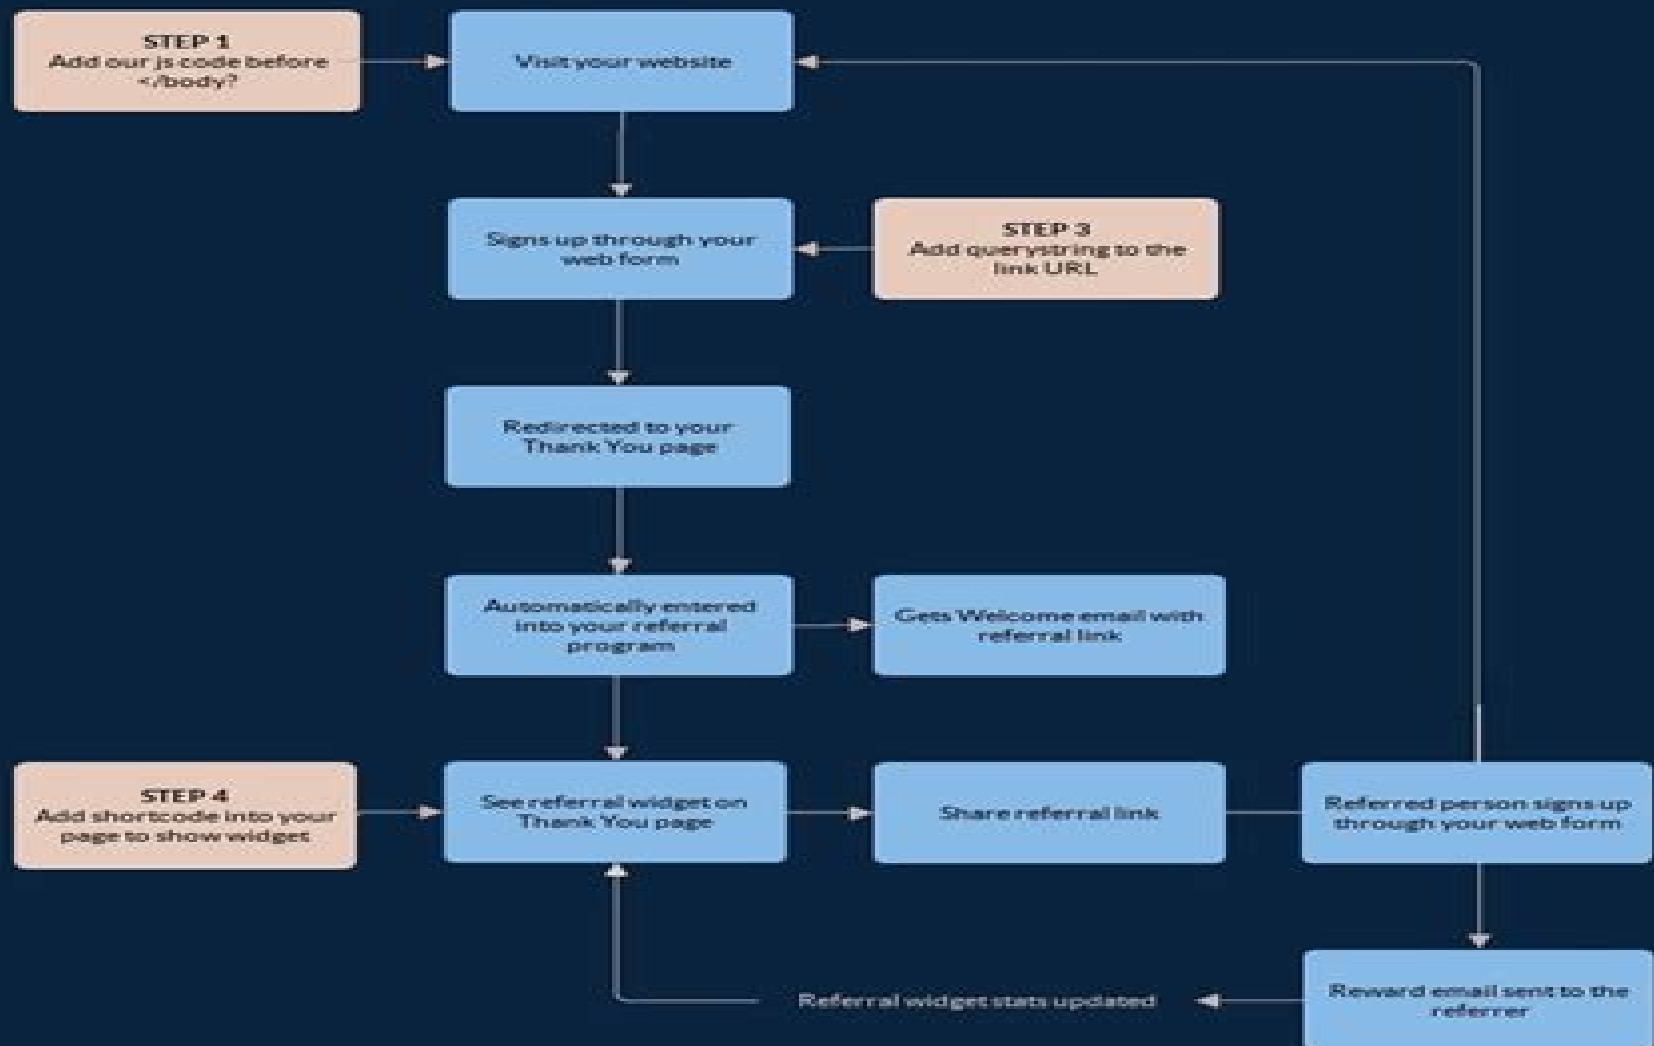 STEP 1
Add our js code before
</body?
Visit your website
Signs up through your
web form
STEP 3
Add querystring to the
link URL
Redirected to your
Thank You page
Automatically entered
into your referral
program
Gets Welcome email with
referral link
STEP 4
Add shortcode into your
page to show widget
See referral widget on
Thank You page
Share referral link
Referred person signs up
through your web form
Referral widget stats updated
Reward email sent to the
referrer